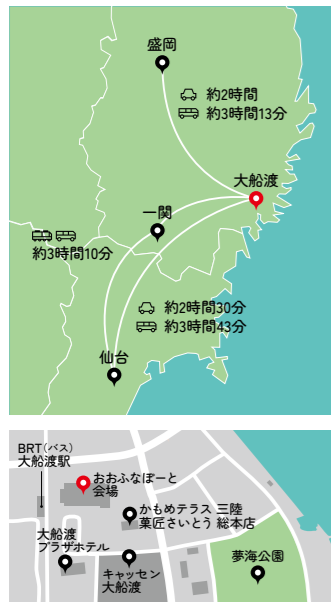 盛岡
約2時間
約3時間13分
大船渡
一関
約3時間10分
約2時間30分
約3時間43分
仙台
BRT(バス)
大船渡駅
おおふなぽーと
会場
かもめテラス 三陸
菓匠さいとう 総本店
大船渡
プラザホテル
キャッセン
大船渡
夢海公園